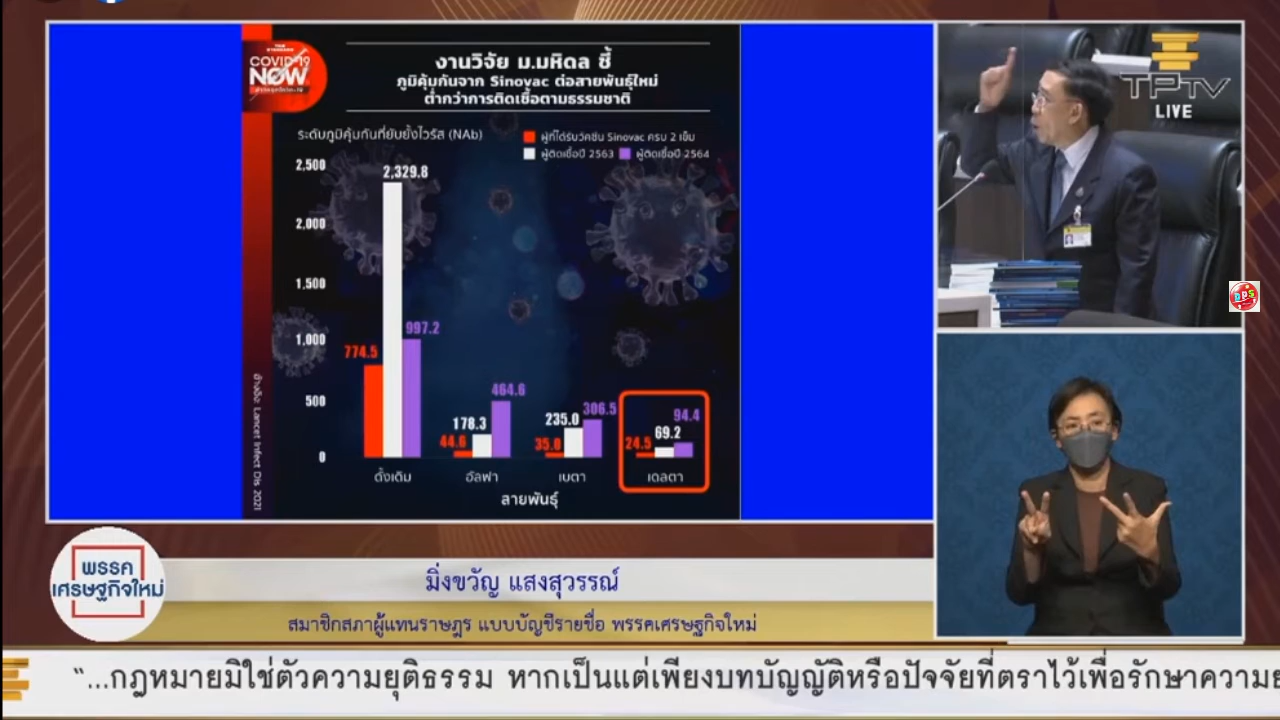 THE STANDARD
COVID-19
NOW
งานวิจัย ม.มหิดล ชี้
ภูมิคุ้มกันจาก Sinovac ต่อสายพันธุ์ใหม่
ต่ำกว่าการติดเชื้อตามธรรมชาติ
ระดับภูมิคุ้มกันที่ยับยั้งไวรัส (NAb)
ผู้ที่ได้รับวัคซีน Sinovac ครบ 2 เข็ม
ผู้ติดเชื้อปี 2563 ผู้ติดเชื้อปี 2564
2,500
2,000
1,500
1,000
500
0
774.5
2,329.8
997.2
44.6
178.3
464.6
35.0
235.0
306.5
24.5
69.2
94.4
ดั้งเดิม อัลฟา เบตา เดลตา
สายพันธุ์
อ้างอิง: Lancet Infect Dis 2021
TPTV
LIVE
DPS
พรรค
เศรษฐกิจใหม่
มิ่งขวัญ แสงสุวรรณ์
สมาชิกสภาผู้แทนราษฎร แบบบัญชีรายชื่อ พรรคเศรษฐกิจใหม่
“...กฎหมายมิใช่ตัวความยุติธรรม หากเป็นแต่เพียงบทบัญญัติหรือปัจจัยที่ตราไว้เพื่อรักษาความย